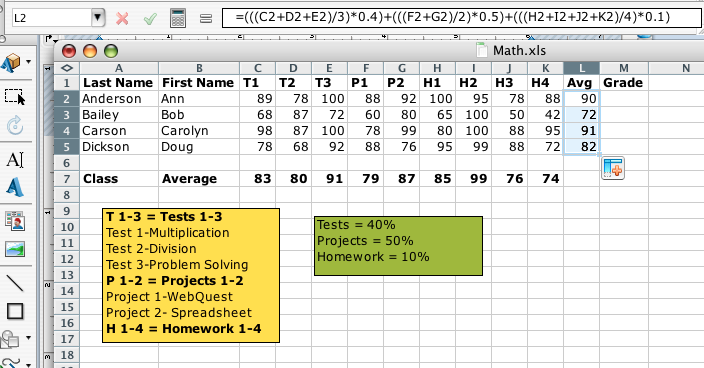 L2 =(((C2+D2+E2)/3)*0.4)+(((F2+G2)/2)*0.5)+(((H2+I2+J2+K2)/4)*0.1)
Math.xls
A B C D E F G H I J K L M N
1 Last Name First Name T1 T2 T3 P1 P2 H1 H2 H3 H4 Avg Grade
2 Anderson Ann 89 78 100 88 92 100 95 78 88 90
3 Bailey Bob 68 87 72 60 80 65 100 50 42 72
4 Carson Carolyn 98 87 100 78 99 80 100 88 95 91
5 Dickson Doug 78 68 92 88 76 95 99 88 72 82
6
7 Class Average 83 80 91 79 87 85 99 76 74
8
9
10
11
12
13
14
15
16
17
18
T 1-3 = Tests 1-3
Test 1-Multiplication
Test 2-Division
Test 3-Problem Solving
P 1-2 = Projects 1-2
Project 1-WebQuest
Project 2- Spreadsheet
H 1-4 = Homework 1-4
Tests = 40%
Projects = 50%
Homework = 10%
AI
A